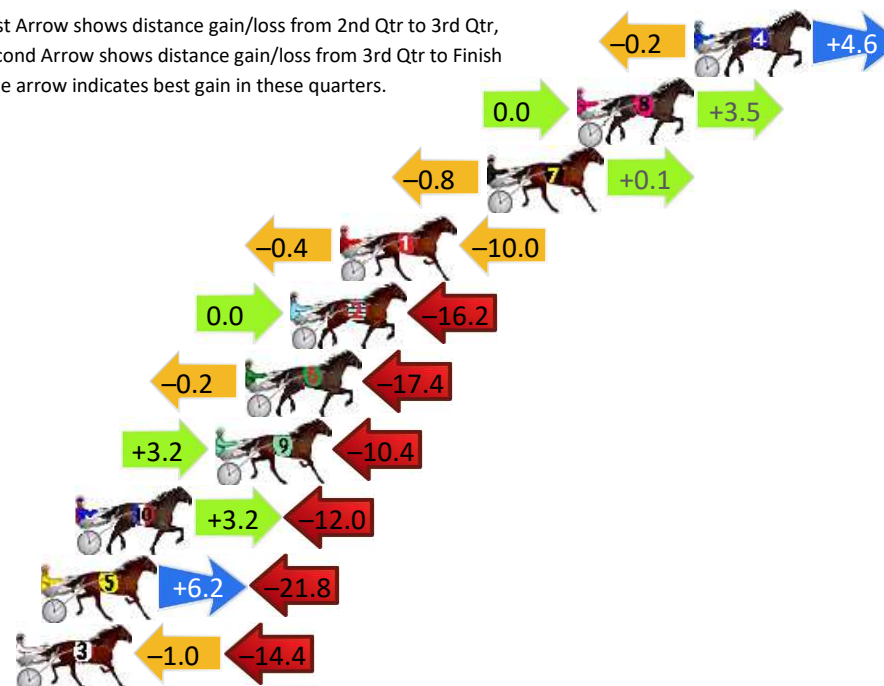 st Arrow shows distance gain/loss from 2nd Qtr to 3rd Qtr,
cond Arrow shows distance gain/loss from 3rd Qtr to Finish
e arrow indicates best gain in these quarters.
–0.2 4 +4.6
0.0 8 +3.5
–0.8 7 +0.1
–0.4 1 –10.0
0.0 2 –16.2
–0.2 6 –17.4
+3.2 9 –10.4
10 +3.2 –12.0
5 +6.2 –21.8
3 –1.0 –14.4